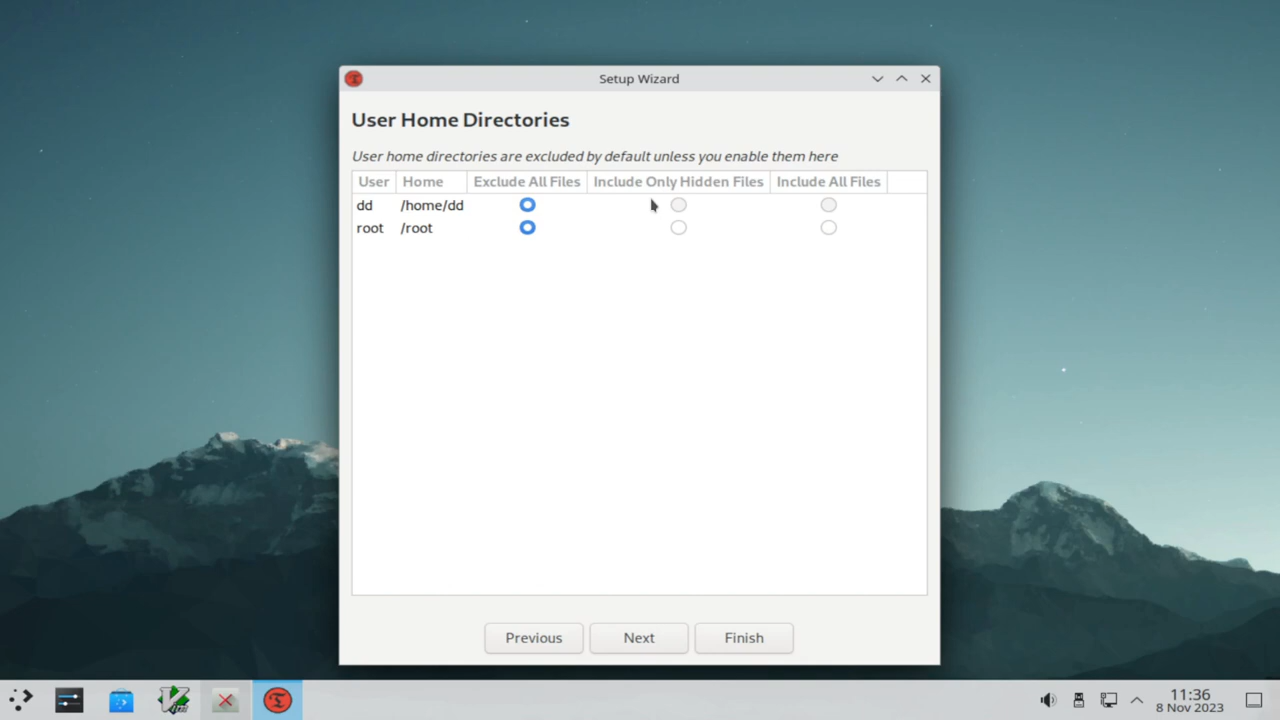 Setup Wizard
User Home Directories
User home directories are excluded by default unless you enable them here
User Home Exclude All Files Include Only Hidden Files Include All Files
dd /home/dd
root /root
Previous Next Finish
11:36
8 Nov 2023